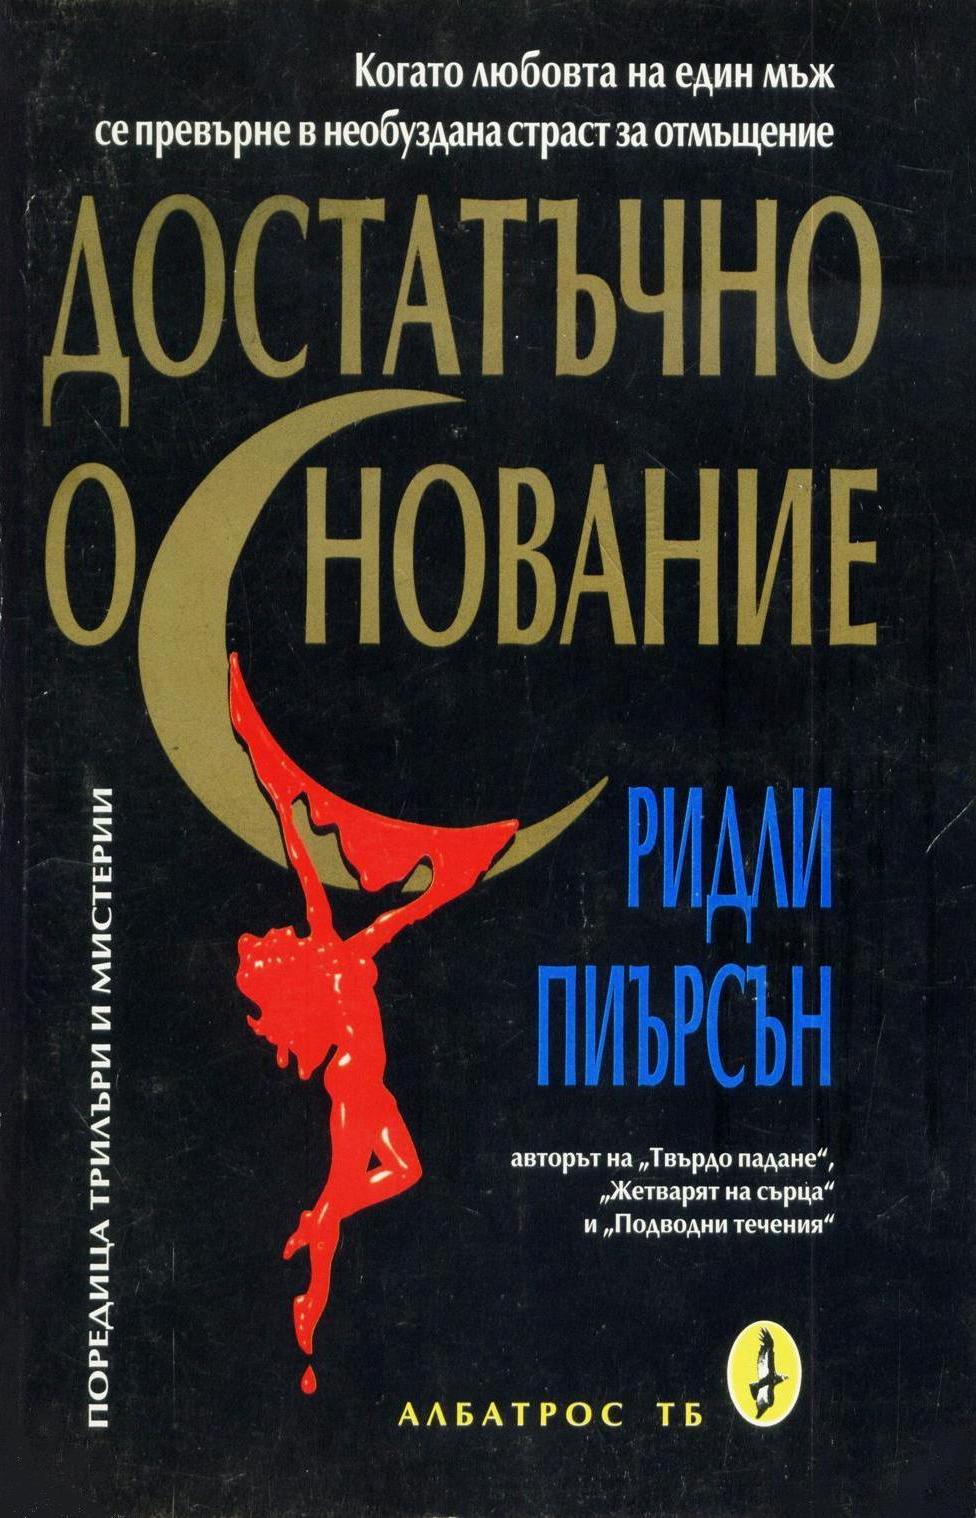 Когато любовта на един мъж
се превърне в необуздана страст за отмъщение
ДОСТАТЪЧНО
ОСНОВАНИЕ
РИДЛИ
ПИЪРСЪН
авторът на „Твърдо падане“,
„Жетварят на сърца“
и „Подводни течения“
ПОРЕДИЦА ТРИЛЪРИ И МИСТЕРИИ
АЛБАТРОС ТБ